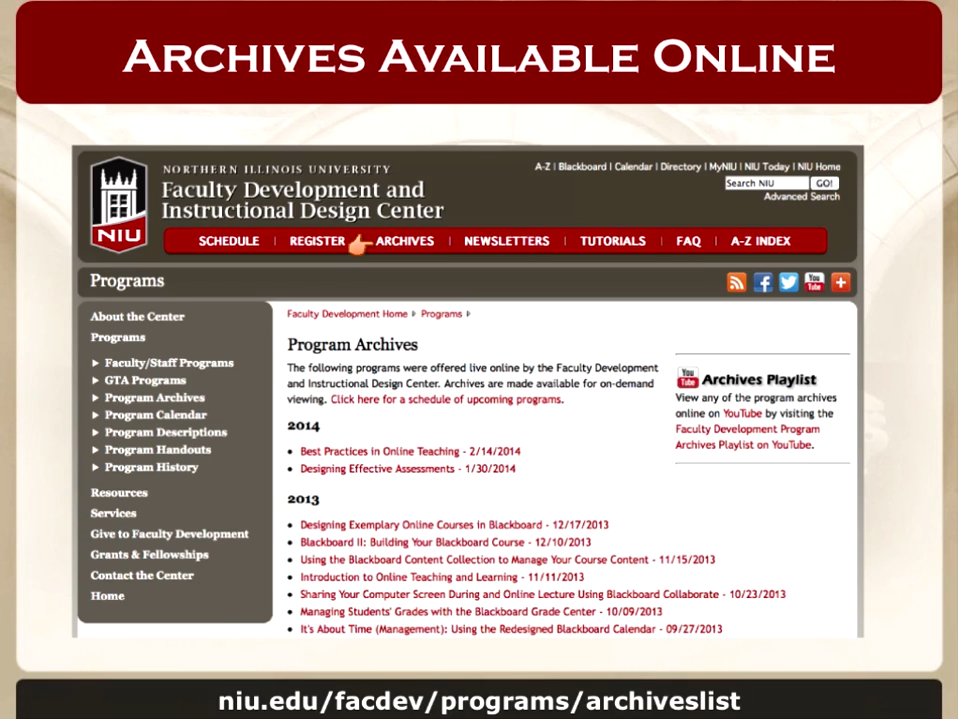 Archives Available Online
NORTHERN ILLINOIS UNIVERSITY
Faculty Development and
Instructional Design Center
NIU
A-Z | Blackboard | Calendar | Directory | MyNIU | NIU Today | NIU Home
Search NIU GO!
Advanced Search
SCHEDULE | REGISTER ARCHIVES | NEWSLETTERS | TUTORIALS | FAQ | A-Z INDEX
Programs
You Tube
About the Center
Programs
Faculty/Staff Programs
GTA Programs
Program Archives
Program Calendar
Program Descriptions
Program Handouts
Program History
Resources
Services
Give to Faculty Development
Grants & Fellowships
Contact the Center
Home
Faculty Development Home Programs
Program Archives
The following programs were offered live online by the Faculty Development
and Instructional Design Center. Archives are made available for on-demand
viewing. Click here for a schedule of upcoming programs.
2014
• Best Practices in Online Teaching - 2/14/2014
• Designing Effective Assessments - 1/30/2014
2013
• Designing Exemplary Online Courses in Blackboard - 12/17/2013
• Blackboard II: Building Your Blackboard Course - 12/10/2013
• Using the Blackboard Content Collection to Manage Your Course Content - 11/15/2013
• Introduction to Online Teaching and Learning - 11/11/2013
• Sharing Your Computer Screen During and Online Lecture Using Blackboard Collaborate - 10/23/2013
• Managing Students' Grades with the Blackboard Grade Center - 10/09/2013
• It's About Time (Management): Using the Redesigned Blackboard Calendar - 09/27/2013
You Tube Archives Playlist
View any of the program archives
online on YouTube by visiting the
Faculty Development Program
Archives Playlist on YouTube.
niu.edu/facdev/programs/archiveslist